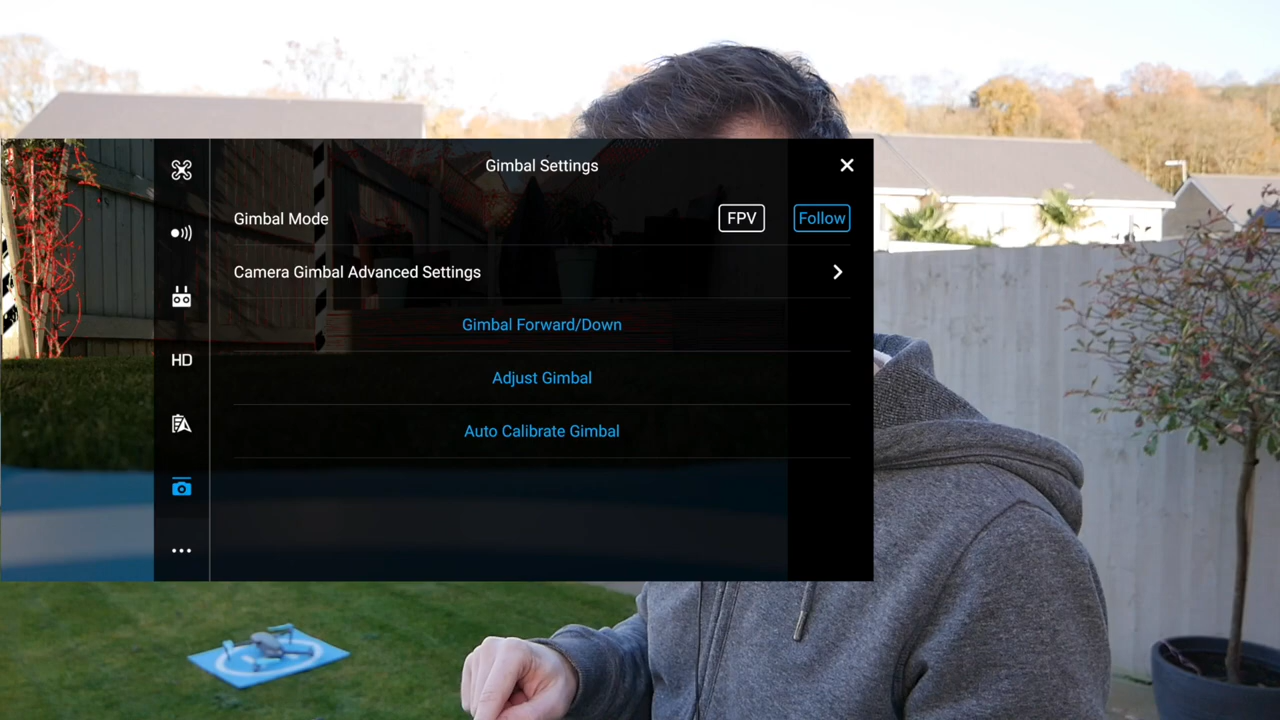 Gimbal Settings
Gimbal Mode
FPV
Follow
Camera Gimbal Advanced Settings
Gimbal Forward/Down
HD
Adjust Gimbal
Auto Calibrate Gimbal